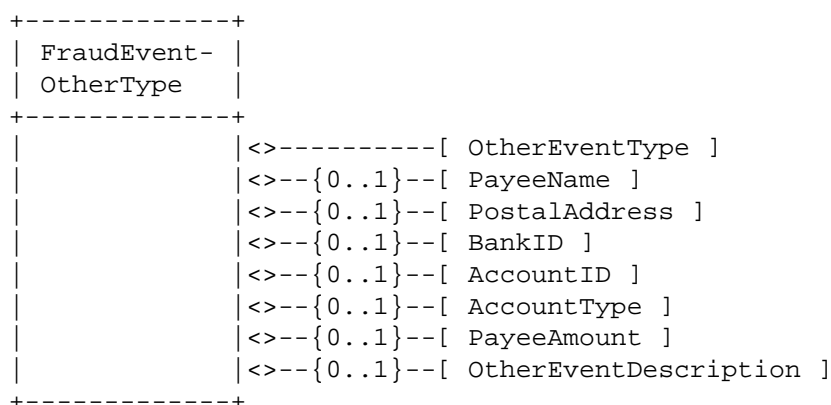 +-------------+
| FraudEvent- |
| OtherType   |
+-------------+
|             |<>----------[ OtherEventType ]
|             |<>--{0..1}--[ PayeeName ]
|             |<>--{0..1}--[ PostalAddress ]
|             |<>--{0..1}--[ BankID ]
|             |<>--{0..1}--[ AccountID ]
|             |<>--{0..1}--[ AccountType ]
|             |<>--{0..1}--[ PayeeAmount ]
|             |<>--{0..1}--[ OtherEventDescription ]
+-------------+